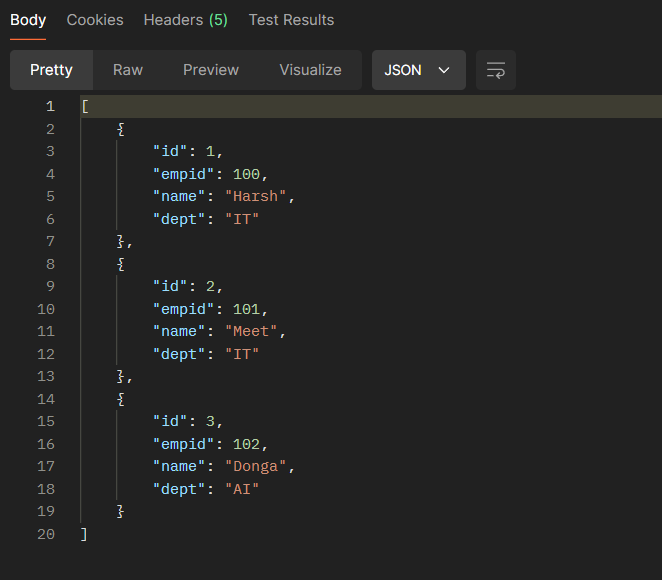 Body Cookies Headers (5) Test Results
Pretty Raw Preview Visualize JSON
1 [
2 {
3 "id": 1,
4 "empid": 100,
5 "name": "Harsh",
6 "dept": "IT"
7 },
8 {
9 "id": 2,
10 "empid": 101,
11 "name": "Meet",
12 "dept": "IT"
13 },
14 {
15 "id": 3,
16 "empid": 102,
17 "name": "Donga",
18 "dept": "AI"
19 }
20 ]